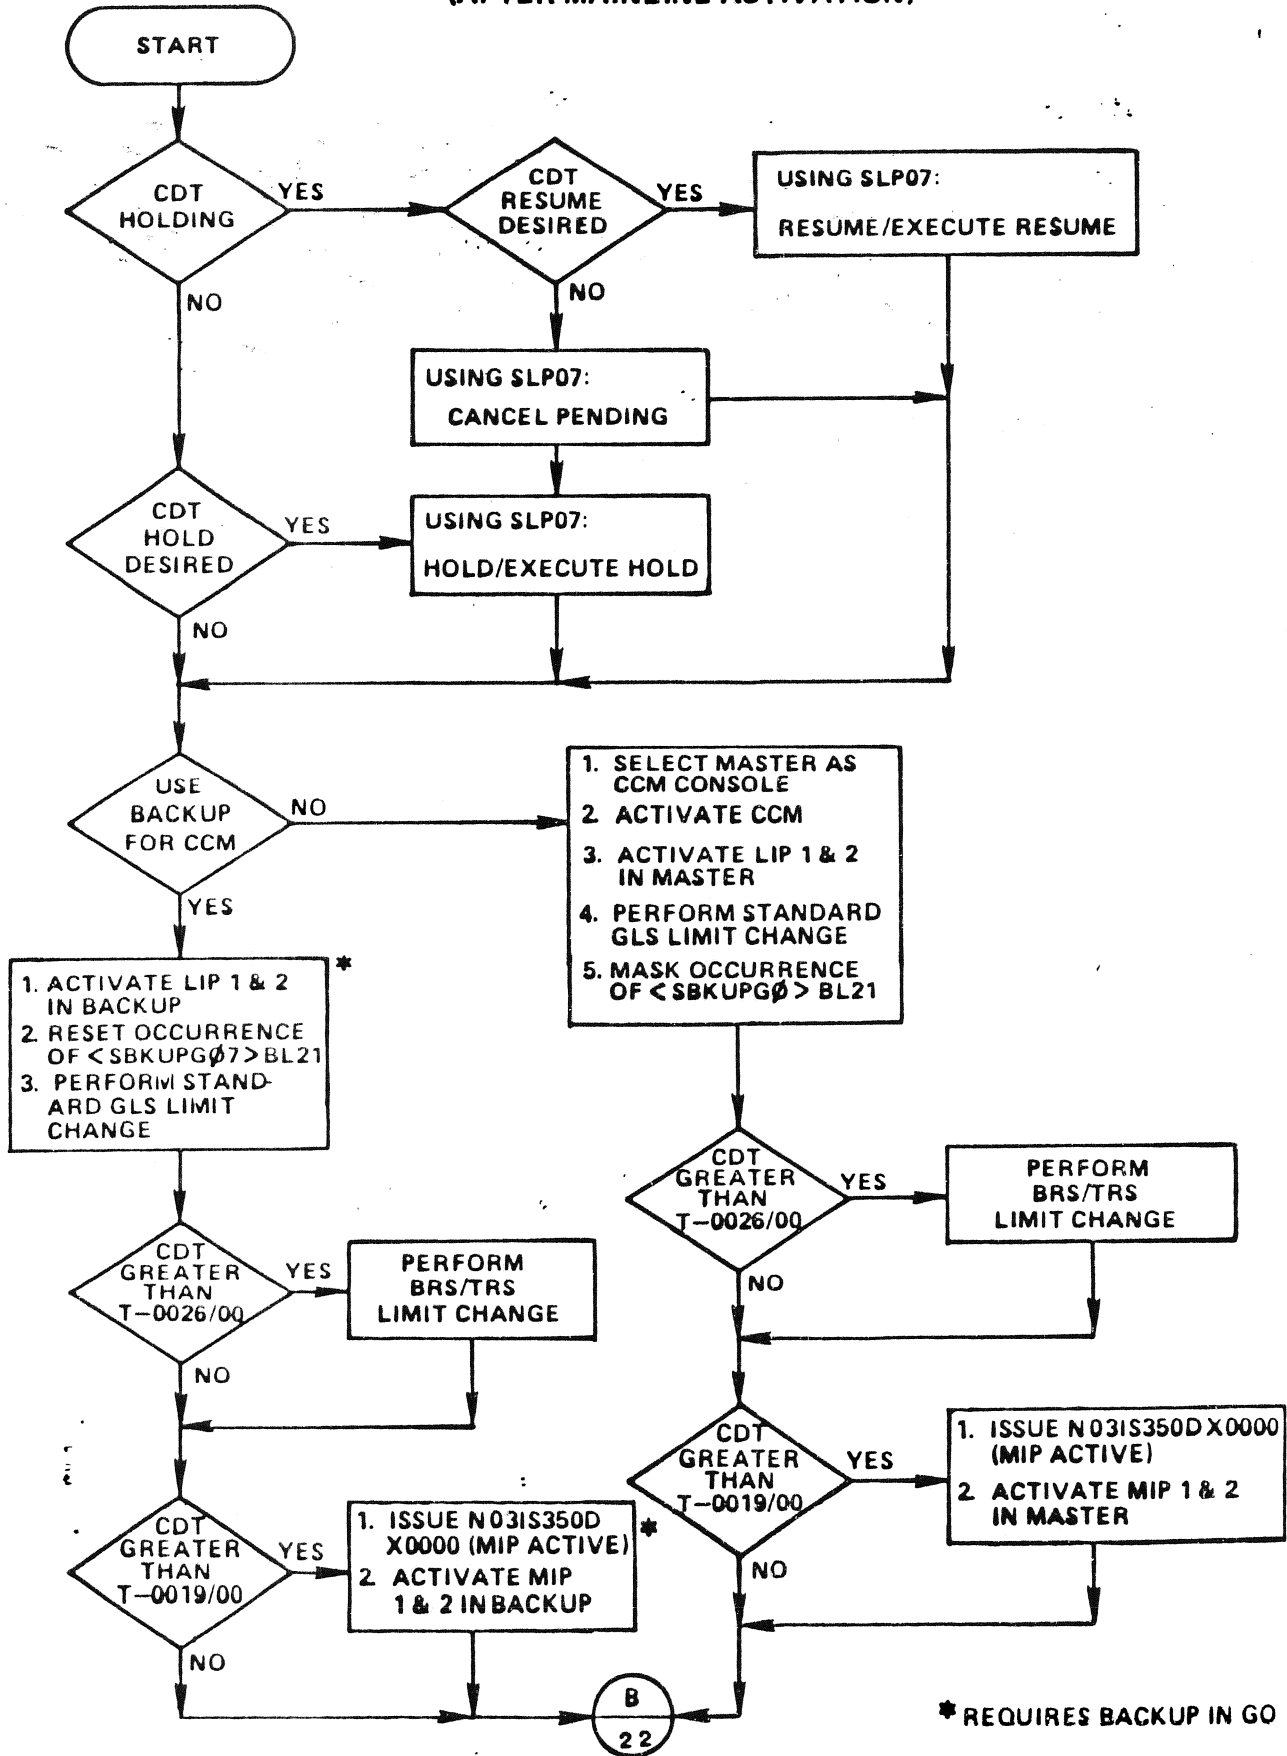 (AFTER MAINLINE ACTIVATION)
START
CDT
HOLDING
YES
NO
CDT
RESUME
DESIRED
YES
NO
USING SLP07:
RESUME/EXECUTE RESUME
USING SLP07:
CANCEL PENDING
CDT
HOLD
DESIRED
YES
NO
USING SLP07:
HOLD/EXECUTE HOLD
USE
BACKUP
FOR CCM
NO
YES
1. SELECT MASTER AS
CCM CONSOLE
2 ACTIVATE CCM
3. ACTIVATE LIP 1 & 2
IN MASTER
4. PERFORM STANDARD
GLS LIMIT CHANGE
5. MASK OCCURRENCE
OF <SBKUPGØ> BL21
*
1. ACTIVATE LIP 1 & 2
IN BACKUP
2. RESET OCCURRENCE
OF <SBKUPGØ7>BL21
3. PERFORM STAND-
ARD GLS LIMIT
CHANGE
CDT
GREATER
THAN
T-0026/00
YES
NO
PERFORM
BRS/TRS
LIMIT CHANGE
CDT
GREATER
THAN
T-0026/00
YES
NO
PERFORM
BRS/TRS
LIMIT CHANGE
CDT
GREATER
THAN
T-0019/00
YES
NO
1. ISSUE N03IS350DX0000
(MIP ACTIVE)
2 ACTIVATE MIP 1 & 2
IN MASTER
CDT
GREATER
THAN
T-0019/00
YES
NO
1. ISSUE N03IS350D
X0000 (MIP ACTIVE)
2 ACTIVATE MIP
1 & 2 IN BACKUP
*
B
22
* REQUIRES BACKUP IN GO